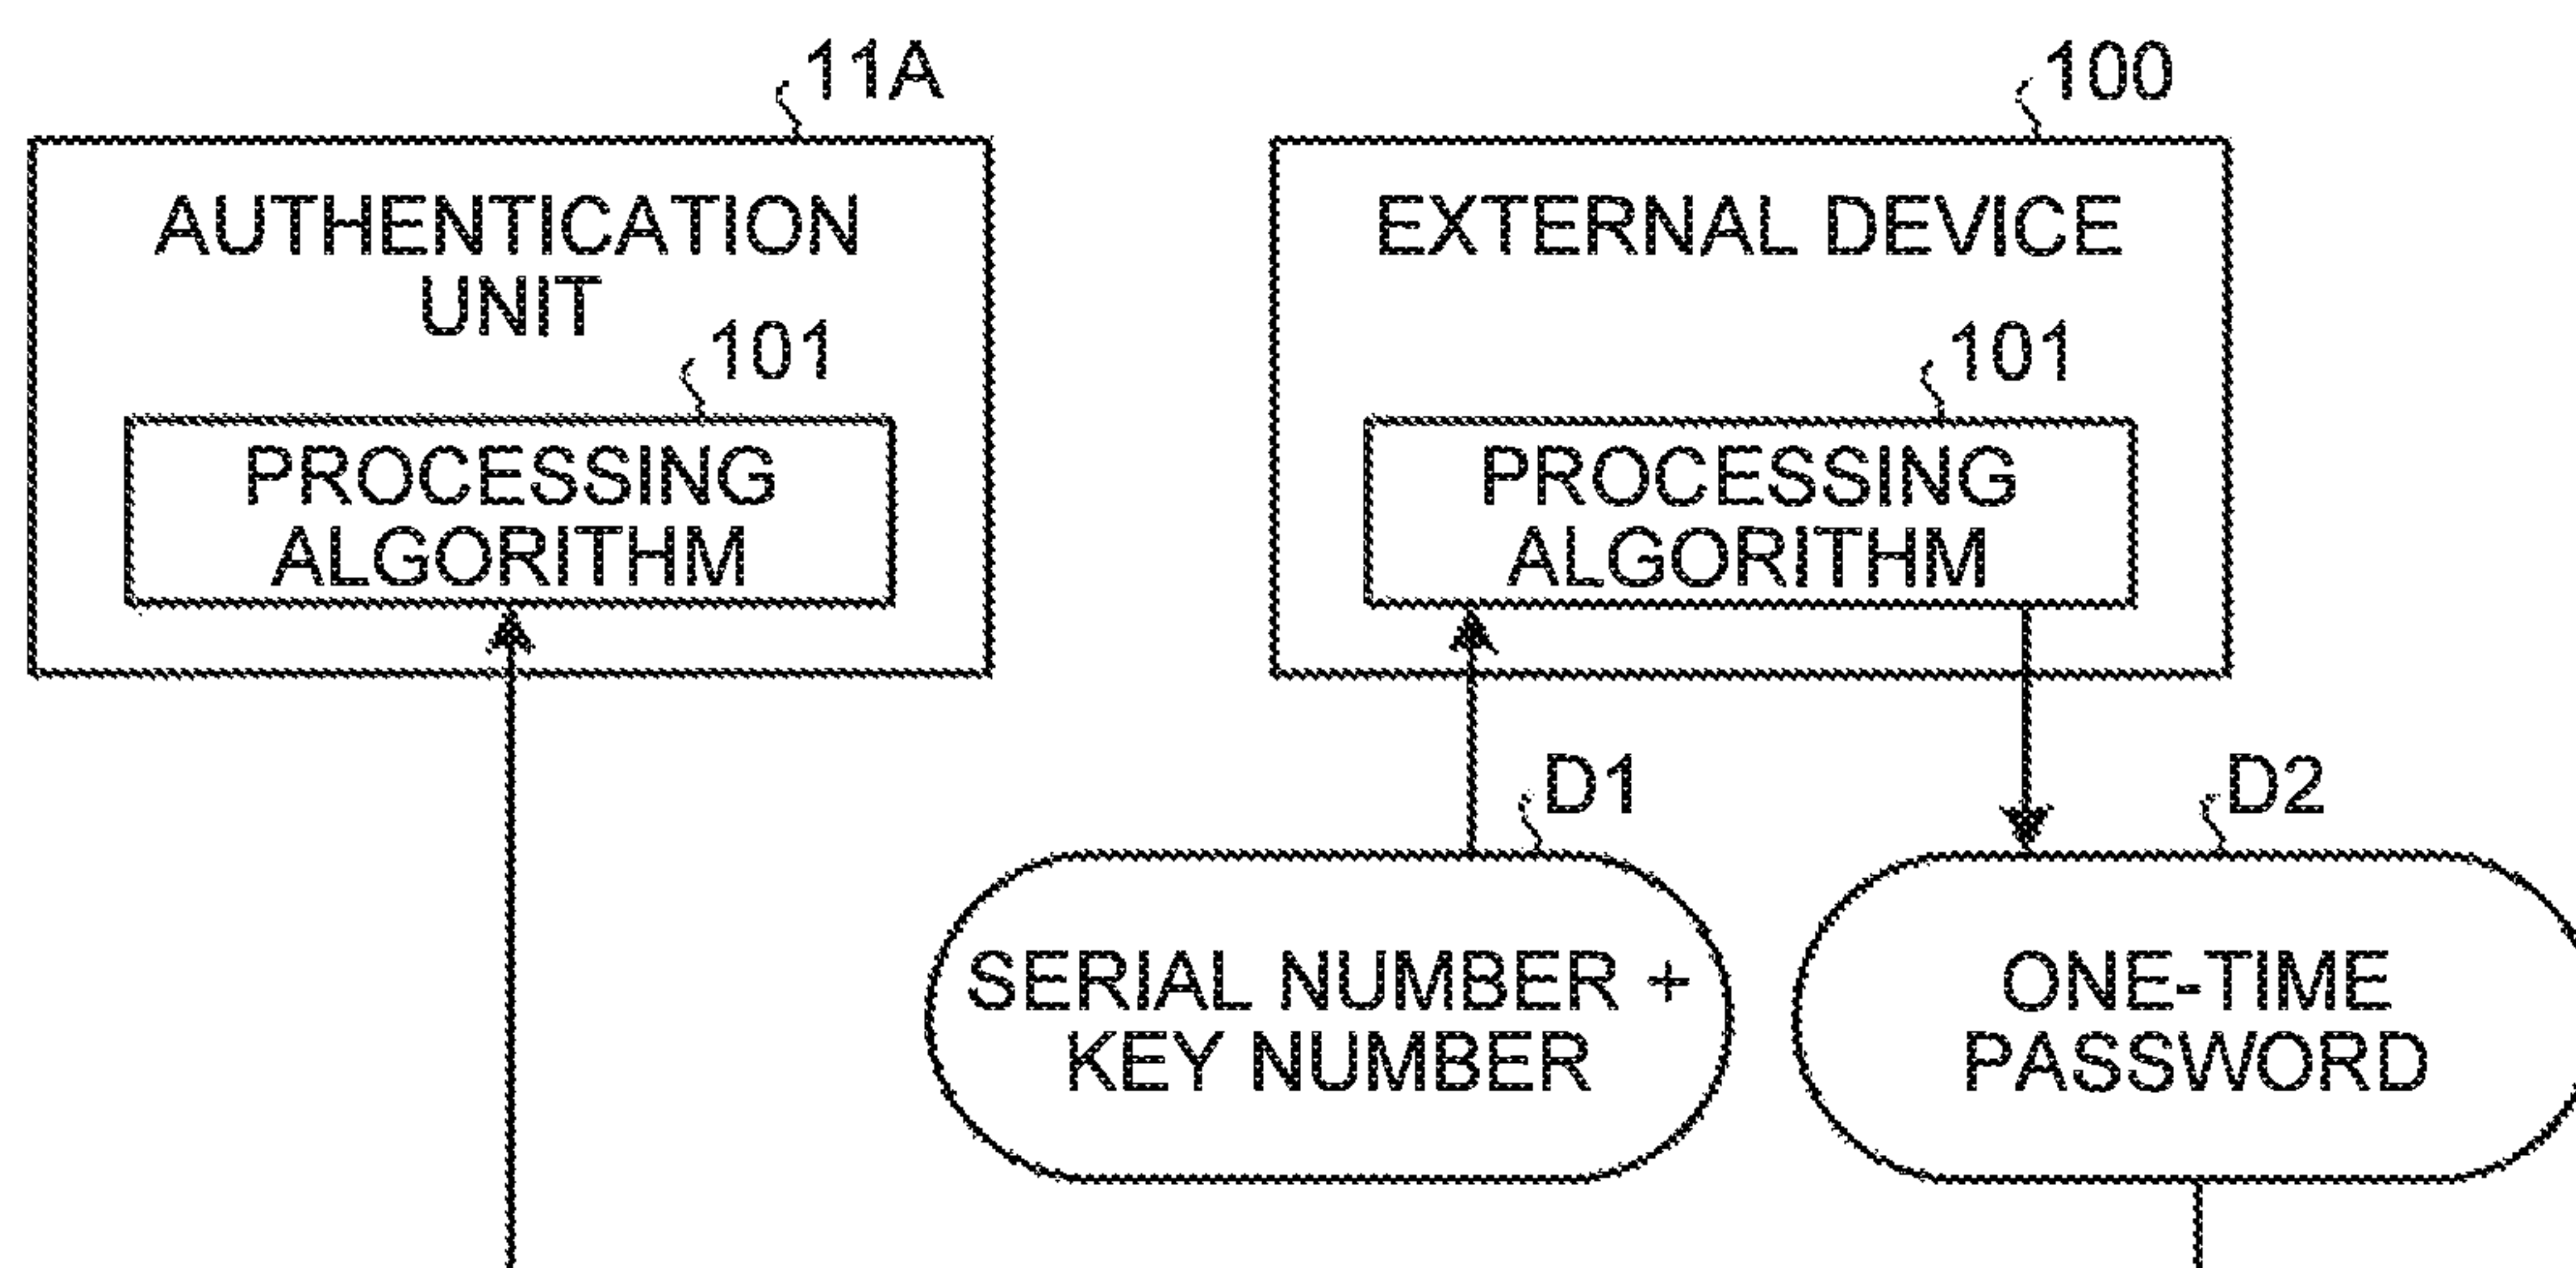 11A
AUTHENTICATION
UNIT
101
PROCESSING
ALGORITHM
100
EXTERNAL DEVICE
101
PROCESSING
ALGORITHM
D1
SERIAL NUMBER +
KEY NUMBER
D2
ONE-TIME
PASSWORD